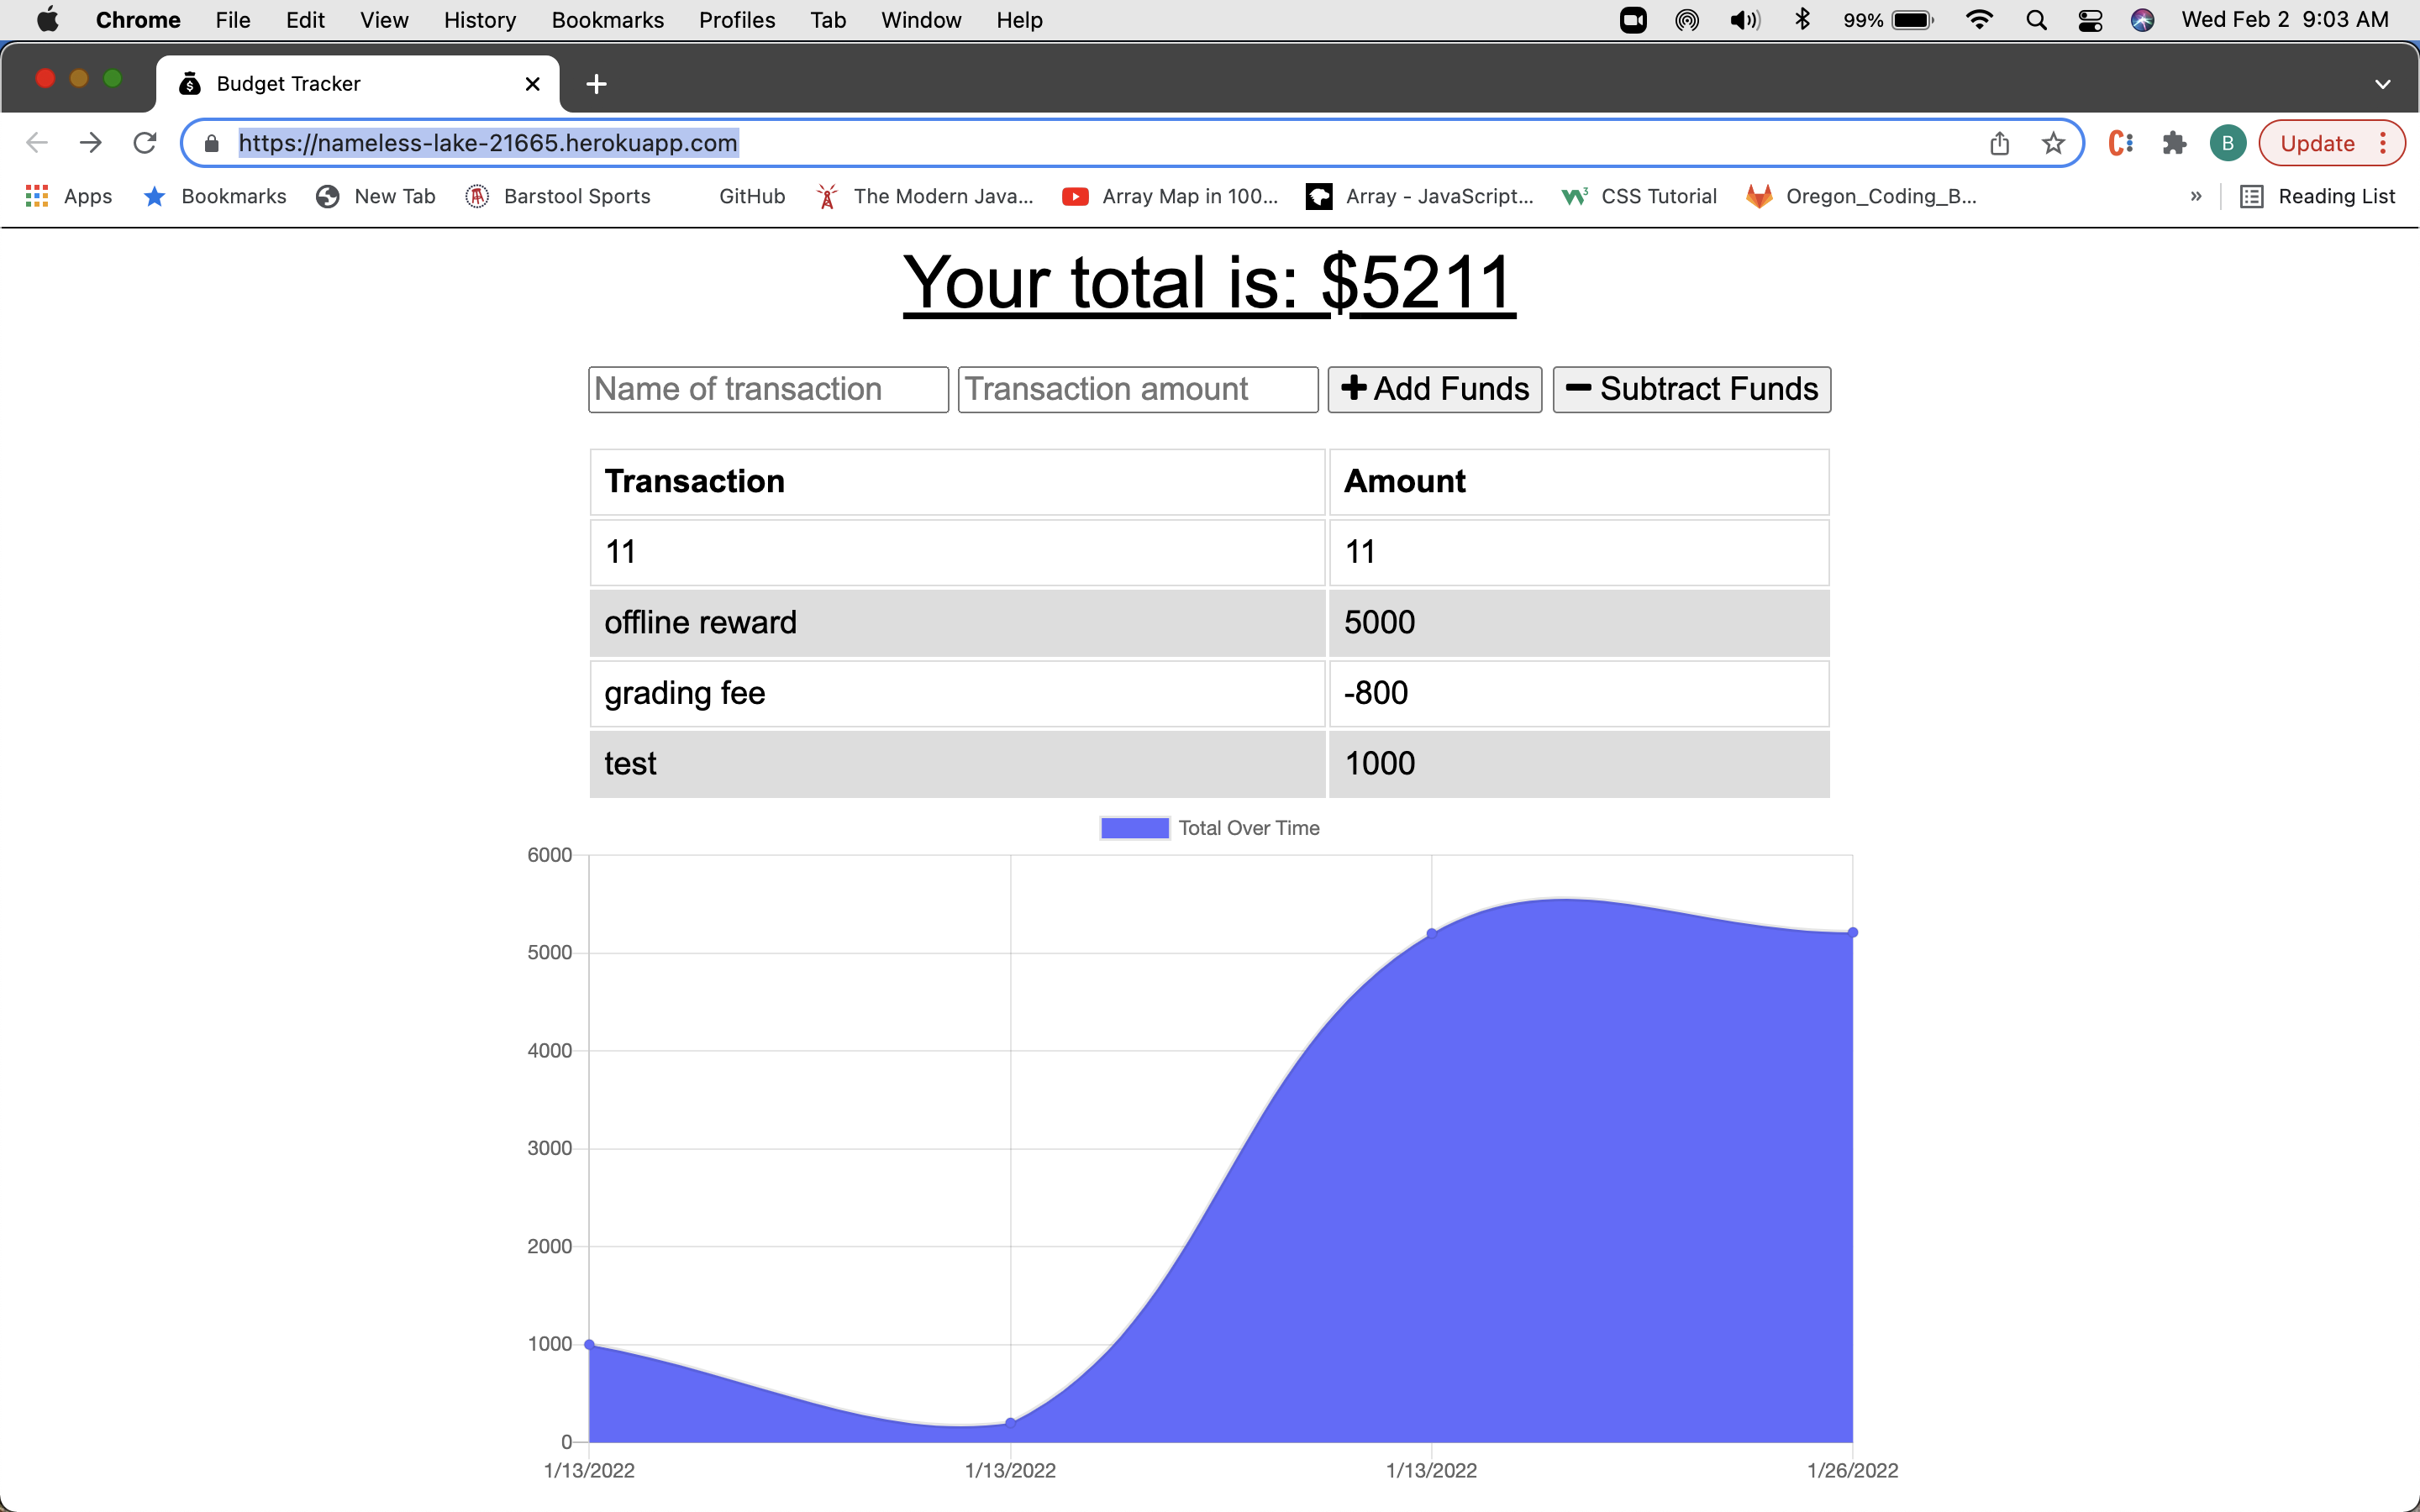 Chrome File Edit View History Bookmarks Profiles Tab Window Help 99% Wed Feb 2 9:03 AM
Budget Tracker
https://nameless-lake-21665.herokuapp.com B Update
Apps Bookmarks New Tab Barstool Sports GitHub The Modern Java... Array Map in 100... Array - JavaScript... CSS Tutorial Oregon_Coding_B... » Reading List
Your total is: $5211
Name of transaction Transaction amount Add Funds Subtract Funds
Transaction Amount
11 11
offline reward 5000
grading fee -800
test 1000
Total Over Time
6000
5000
4000
3000
2000
1000
0
1/13/2022 1/13/2022 1/13/2022 1/26/2022